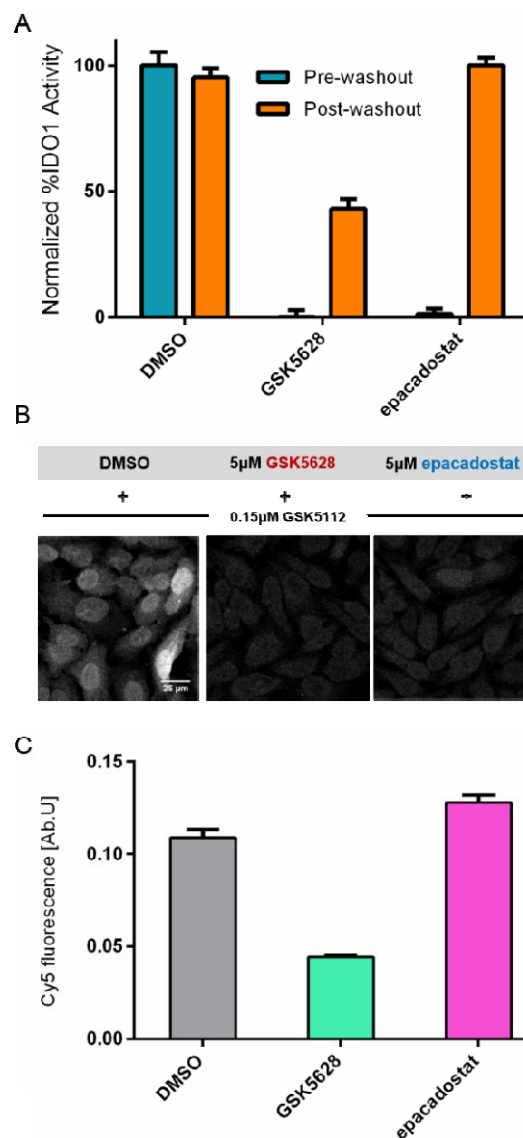 A
Normalized %IDO1 Activity
100
50
0
Pre-washout
Post-washout
DMSO
GSK5628
epacadostat
B
DMSO 5µM GSK5628 5µM epacadostat
+ + –
0.15µM GSK5112
25 µm
C
Cy5 fluorescence [Ab.U]
0.15
0.10
0.05
0.00
DMSO
GSK5628
epacadostat